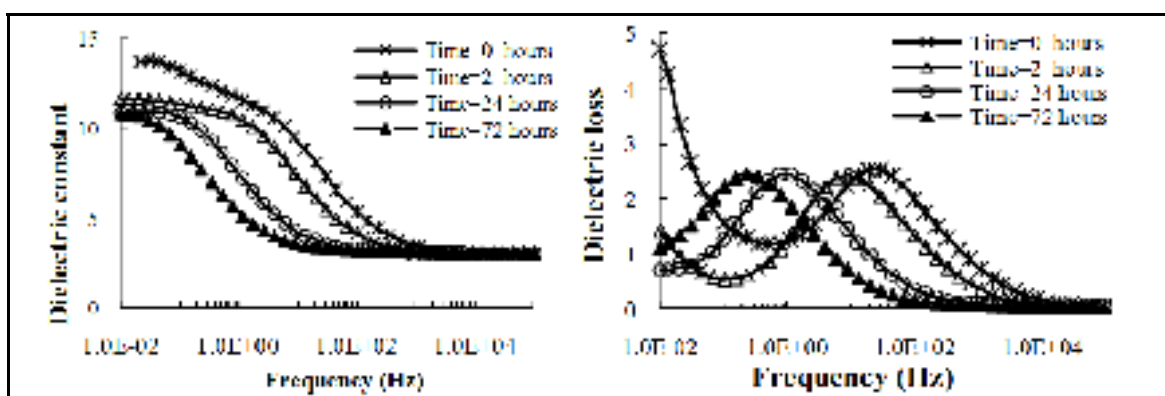 15
10
5
0
Dielectric constant
Time=0 hours
Time=2 hours
Time=24 hours
Time=72 hours
1.0E-02 1.0E+00 1.0E+02 1.0E+04
Frequency (Hz)
5
4
3
2
1
0
Dielectric loss
Time=0 hours
Time=2 hours
Time=24 hours
Time=72 hours
1.0E-02 1.0E+00 1.0E+02 1.0E+04
Frequency (Hz)